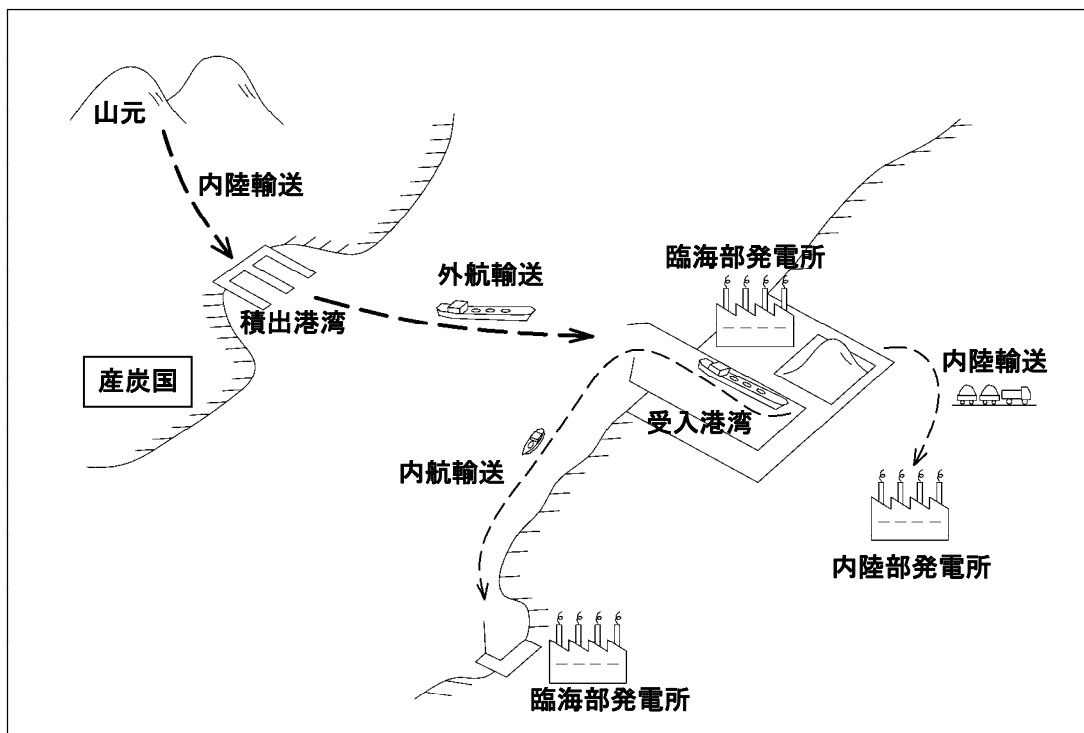 山元
内陸輸送
外航輸送
臨海部発電所
積出港湾
産炭国
内陸輸送
受入港湾
内航輸送
内陸部発電所
臨海部発電所